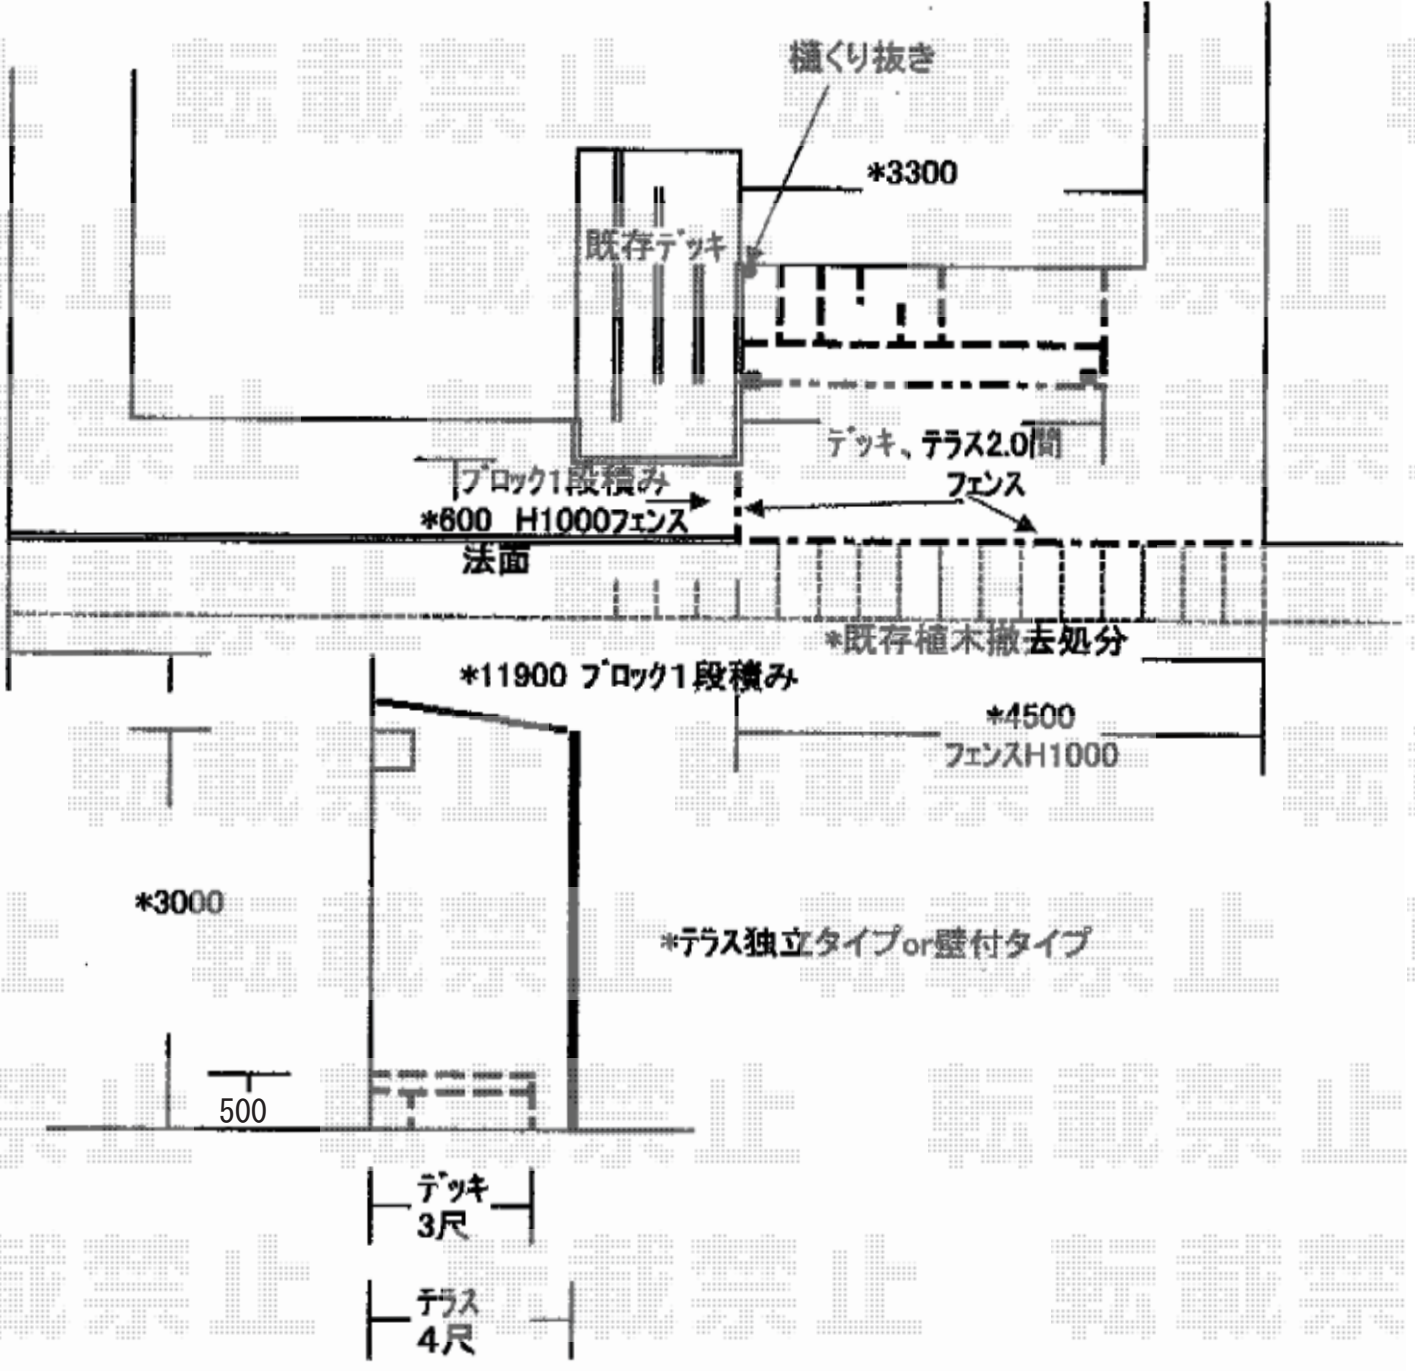 樋くり抜き
*3300
既存デッキ
デッキ、テラス2.0間
フェンス
ブロック1段積み
*600 H1000フェンス
法面
*既存植木撤去処分
*11900 ブロック1段積み
*4500
フェンスH1000
*3000
*テラス独立タイプor壁付タイプ
500
デッキ
3尺
テラス
4尺
転載禁止